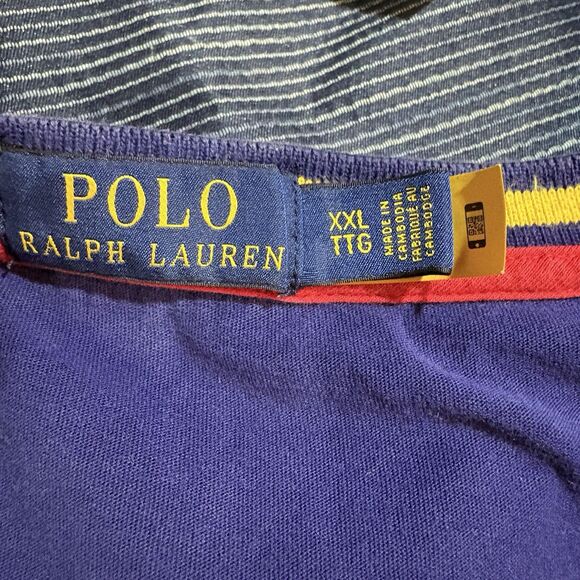 POLO
RALPH LAUREN
XXL
TTG
MADE IN
CAMBODIA
FABRIQUÉ AU
CAMBODGE